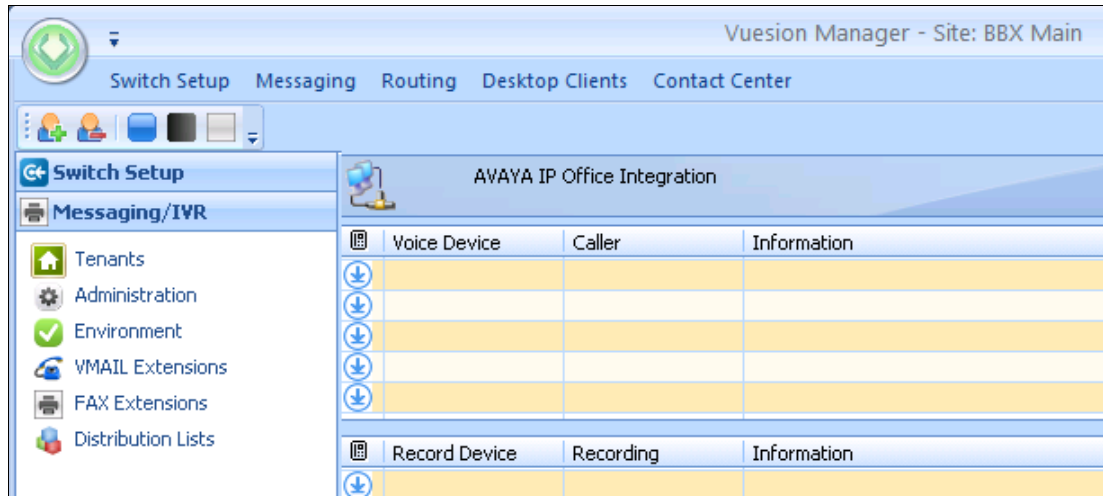 Vuesion Manager - Site: BBX Main
Switch Setup Messaging Routing Desktop Clients Contact Center
Switch Setup
Messaging/IVR
Tenants
Administration
Environment
VMAIL Extensions
FAX Extensions
Distribution Lists
AVAYA IP Office Integration
Voice Device Caller Information
Record Device Recording Information